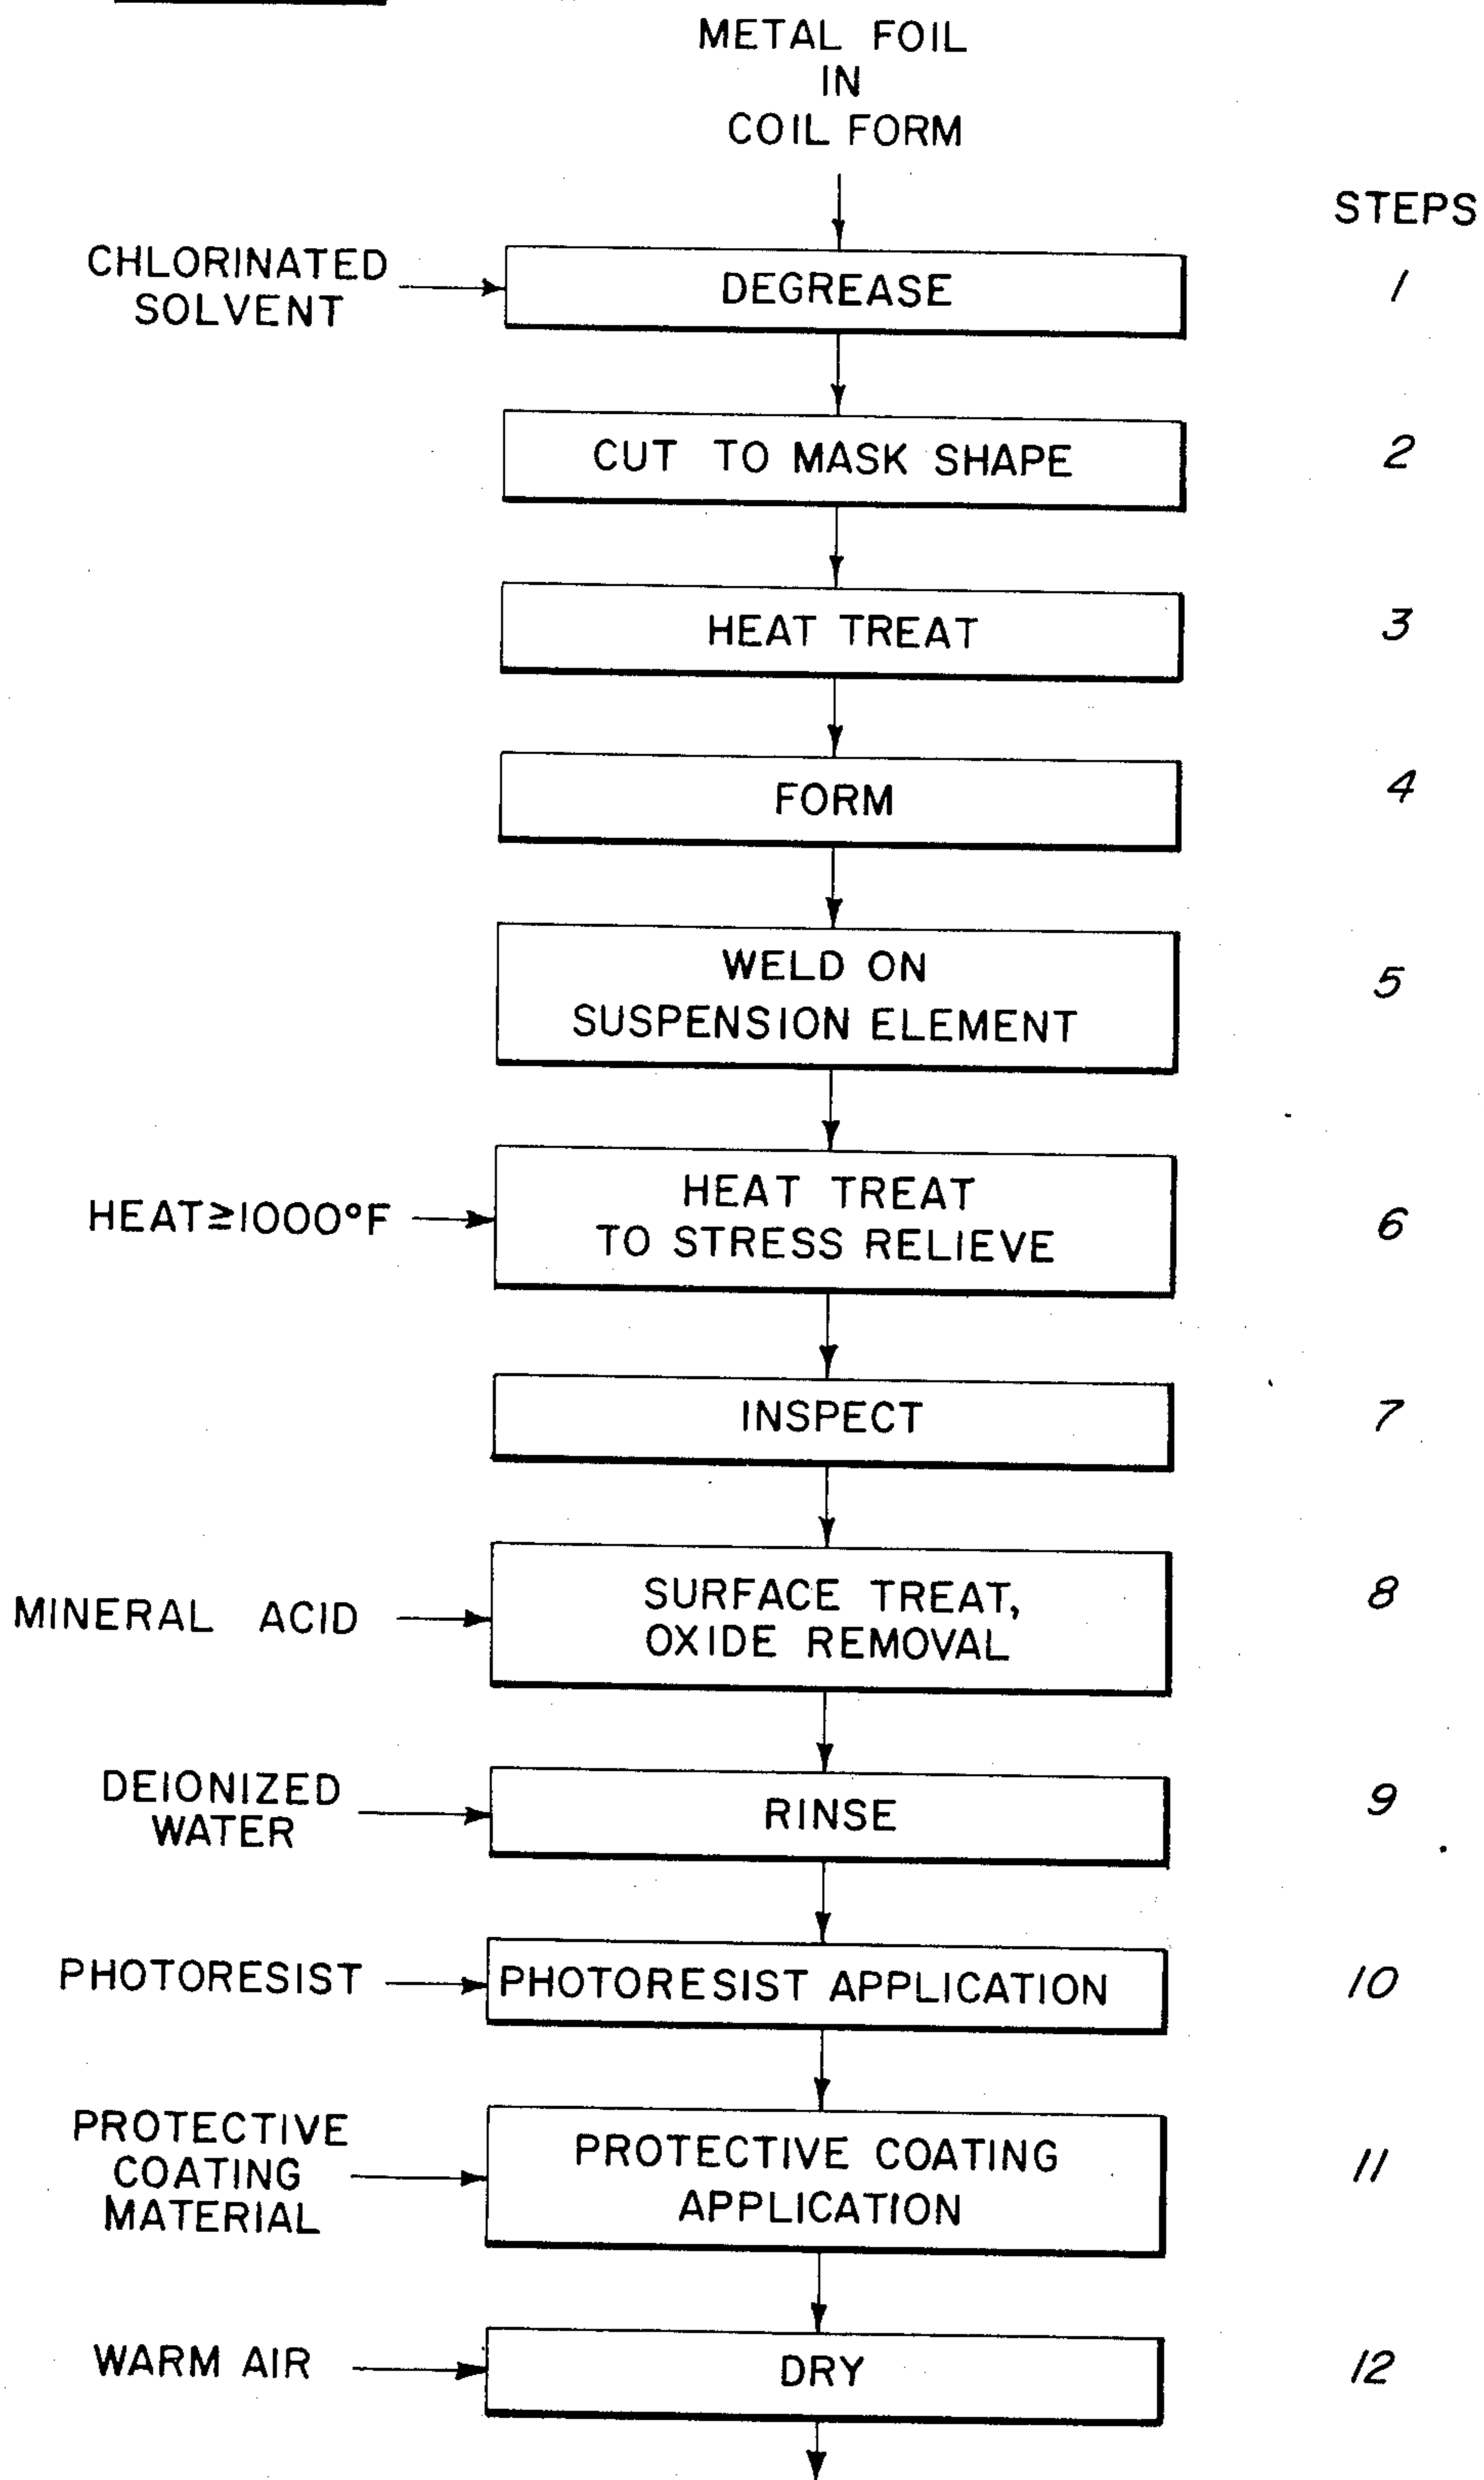 METAL FOIL
IN
COIL FORM
STEPS
CHLORINATED
SOLVENT
DEGREASE
1
CUT TO MASK SHAPE
2
HEAT TREAT
3
FORM
4
WELD ON
SUSPENSION ELEMENT
5
HEAT≥1000°F
HEAT TREAT
TO STRESS RELIEVE
6
INSPECT
7
MINERAL ACID
SURFACE TREAT,
OXIDE REMOVAL
8
DEIONIZED
WATER
RINSE
9
PHOTORESIST
PHOTORESIST APPLICATION
10
PROTECTIVE
COATING
MATERIAL
PROTECTIVE COATING
APPLICATION
11
WARM AIR
DRY
12